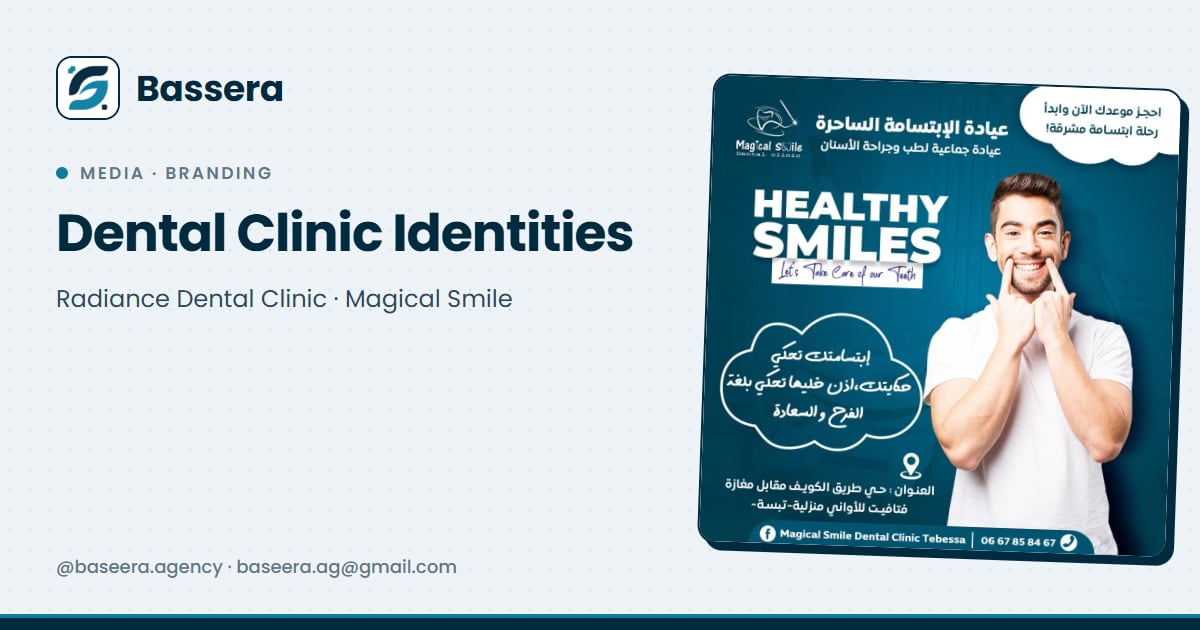 Bassera
MEDIA · BRANDING
Dental Clinic Identities
Radiance Dental Clinic · Magical Smile
@baseera.agency · baseera.ag@gmail.com
احجز موعدك الآن وابدأ
رحلة ابتسامة مشرقة!
عيادة الإبتسامة الساحرة
عيادة جماعية لطب وجراحة الأسنان
Magical Smile
Dental clinic
HEALTHY
SMILES
Let's Take Care of our Teeth
إبتسامتك تحكي
حكايتك،اذن خليها تحكي بلغة
الفرح و السعادة
العنوان : حي طريق الكويف مقابل مغازة
فتافيت للأواني منزلية-تبسة-
Magical Smile Dental Clinic Tebessa | 06 67 85 84 67